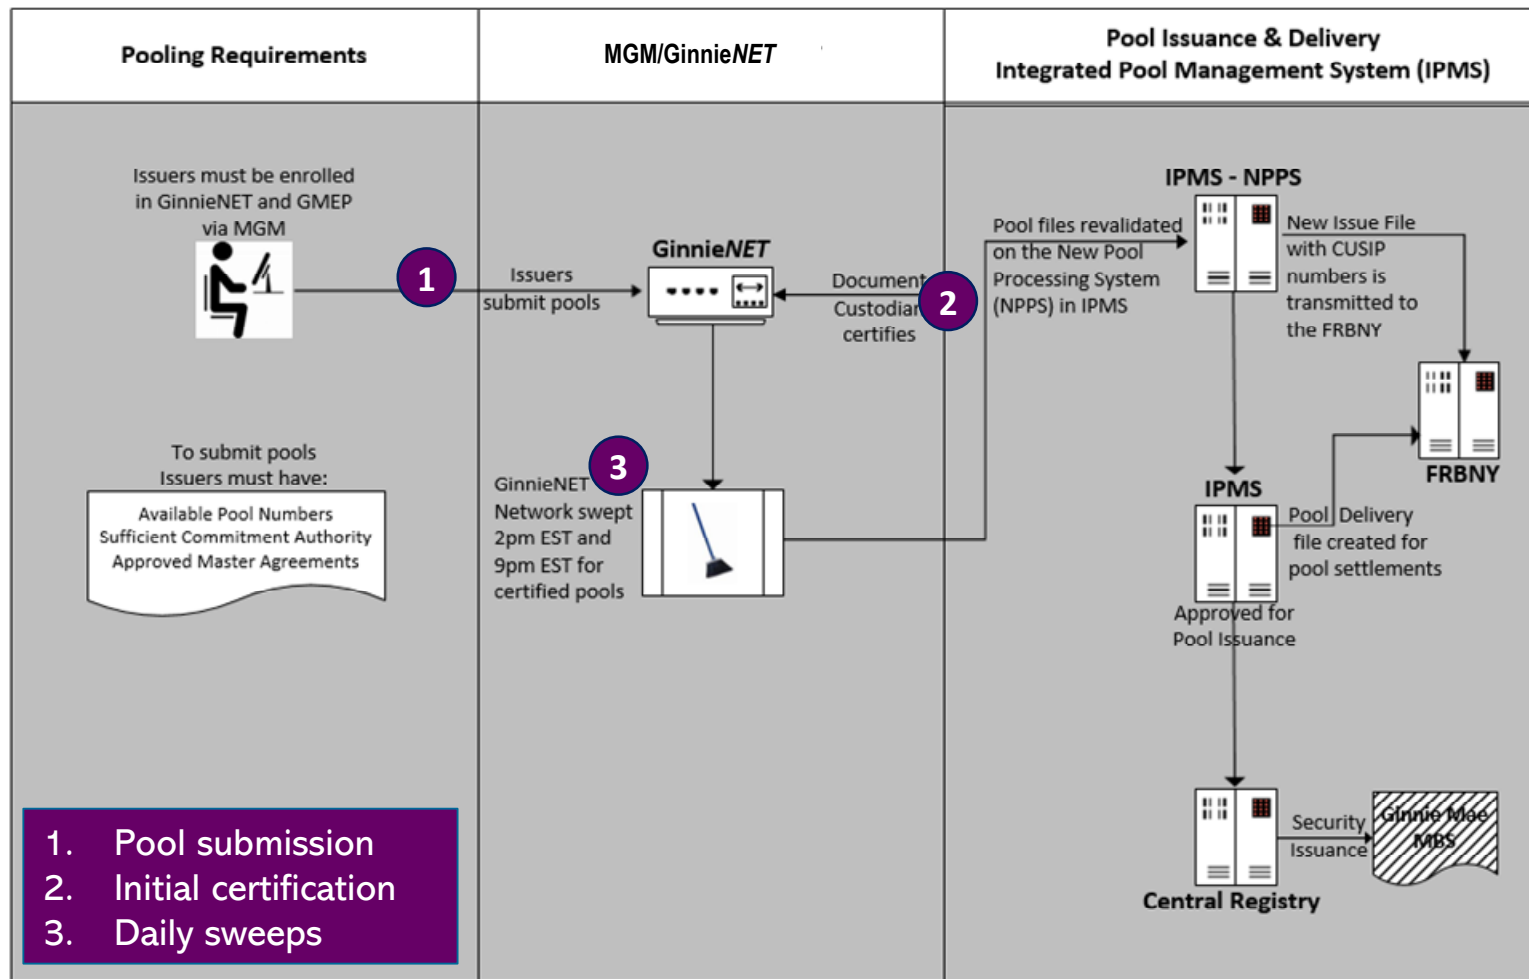 Pooling Requirements
MGM/GinnieNET
Pool Issuance & Delivery
Integrated Pool Management System (IPMS)
Issuers must be enrolled
in GinnieNET and GMEP
via MGM
1
Issuers
submit pools
GinnieNET
Document
Custodian
certifies
2
Pool files revalidated
on the New Pool
Processing System
(NPPS) in IPMS
IPMS - NPPS
New Issue File
with CUSIP
numbers is
transmitted to
the FRBNY
FRBNY
To submit pools
Issuers must have:
Available Pool Numbers
Sufficient Commitment Authority
Approved Master Agreements
3
GinnieNET
Network swept
2pm EST and
9pm EST for
certified pools
IPMS
Pool Delivery
file created for
pool settlements
Approved for
Pool Issuance
Security
Issuance
Ginnie Mae
MBS
Central Registry
1. Pool submission
2. Initial certification
3. Daily sweeps